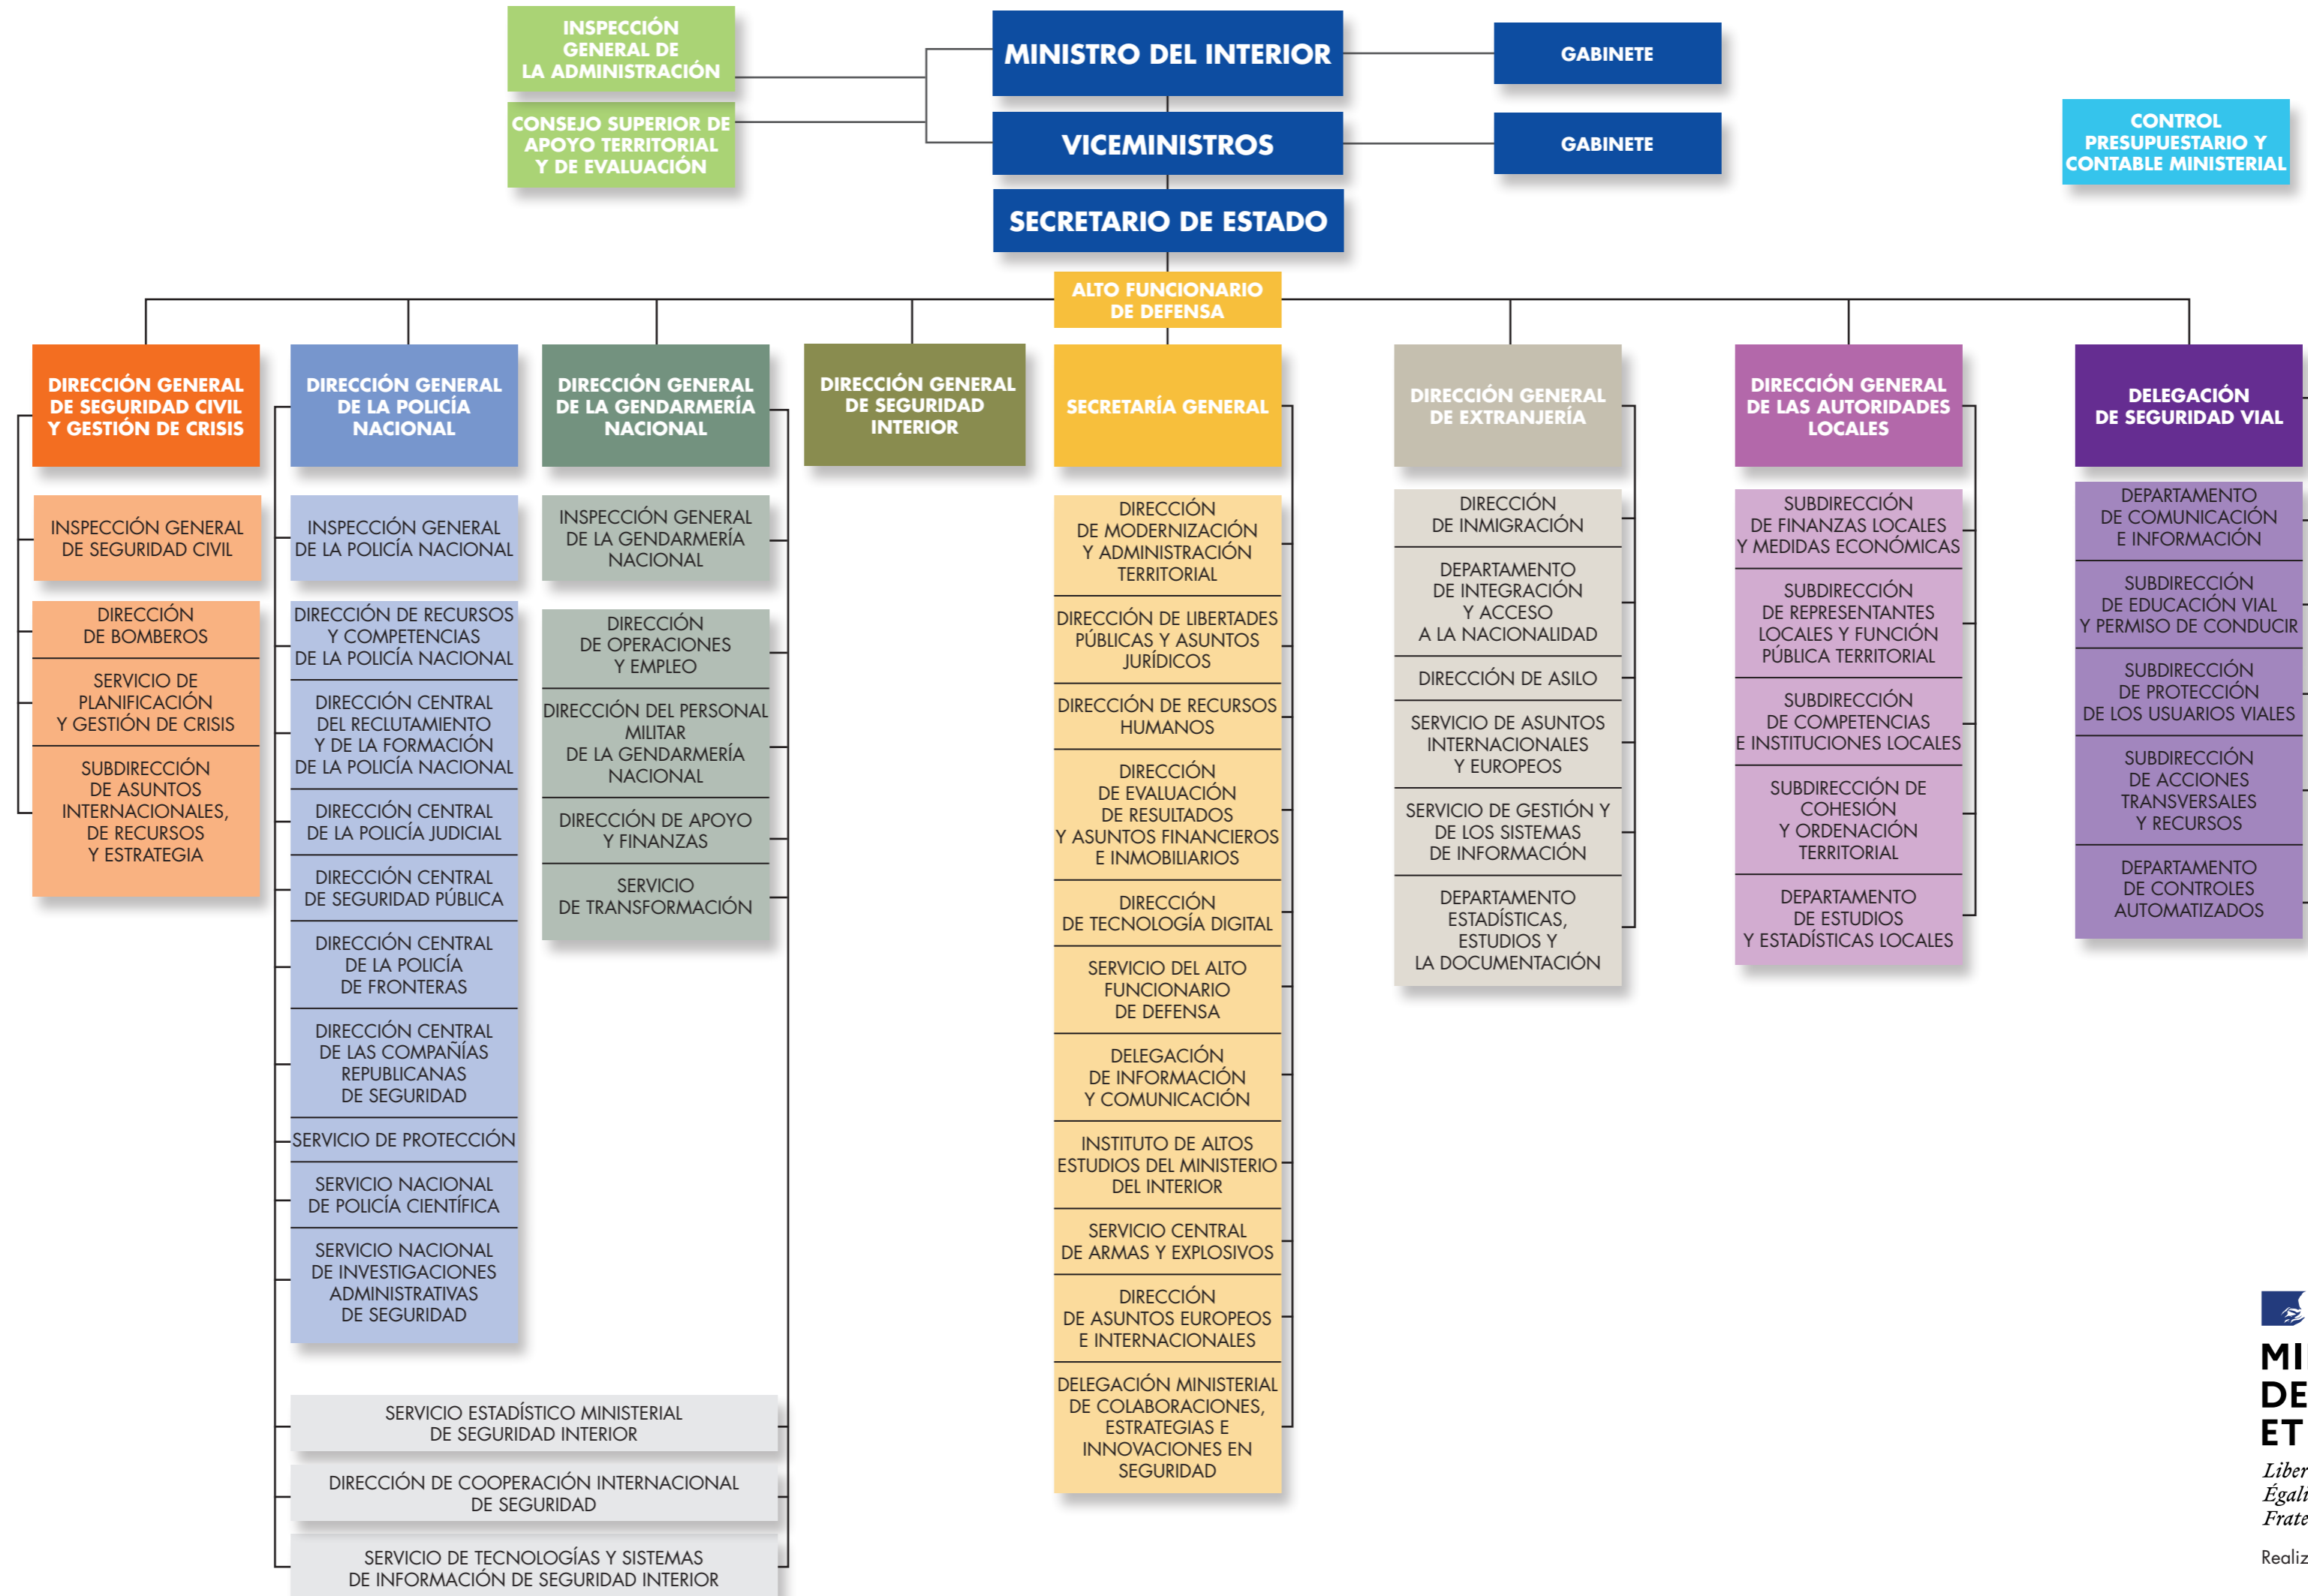 INSPECCIÓN
GENERAL DE
LA ADMINISTRACIÓN
CONSEJO SUPERIOR DE
APOYO TERRITORIAL
Y DE EVALUACIÓN
MINISTRO DEL INTERIOR
GABINETE
VICEMINISTROS
GABINETE
SECRETARIO DE ESTADO
CONTROL
PRESUPUESTARIO Y
CONTABLE MINISTERIAL
ALTO FUNCIONARIO
DE DEFENSA
DIRECCIÓN GENERAL
DE SEGURIDAD CIVIL
Y GESTIÓN DE CRISIS
INSPECCIÓN GENERAL
DE SEGURIDAD CIVIL
DIRECCIÓN
DE BOMBEROS
SERVICIO DE
PLANIFICACIÓN
Y GESTIÓN DE CRISIS
SUBDIRECCIÓN
DE ASUNTOS
INTERNACIONALES,
DE RECURSOS
Y ESTRATEGIA
DIRECCIÓN GENERAL
DE LA POLICÍA
NACIONAL
INSPECCIÓN GENERAL
DE LA POLICÍA NACIONAL
DIRECCIÓN DE RECURSOS
Y COMPETENCIAS
DE LA POLICÍA NACIONAL
DIRECCIÓN CENTRAL
DEL RECLUTAMIENTO
Y DE LA FORMACIÓN
DE LA POLICÍA NACIONAL
DIRECCIÓN CENTRAL
DE LA POLICÍA JUDICIAL
DIRECCIÓN CENTRAL
DE SEGURIDAD PÚBLICA
DIRECCIÓN CENTRAL
DE LA POLICÍA
DE FRONTERAS
DIRECCIÓN CENTRAL
DE LAS COMPAÑÍAS
REPUBLICANAS
DE SEGURIDAD
SERVICIO DE PROTECCIÓN
SERVICIO NACIONAL
DE POLICÍA CIENTÍFICA
SERVICIO NACIONAL
DE INVESTIGACIONES
ADMINISTRATIVAS
DE SEGURIDAD
DIRECCIÓN GENERAL
DE LA GENDARMERÍA
NACIONAL
INSPECCIÓN GENERAL
DE LA GENDARMERÍA
NACIONAL
DIRECCIÓN
DE OPERACIONES
Y EMPLEO
DIRECCIÓN DEL PERSONAL
MILITAR
DE LA GENDARMERÍA
NACIONAL
DIRECCIÓN DE APOYO
Y FINANZAS
SERVICIO
DE TRANSFORMACIÓN
SERVICIO ESTADÍSTICO MINISTERIAL
DE SEGURIDAD INTERIOR
DIRECCIÓN DE COOPERACIÓN INTERNACIONAL
DE SEGURIDAD
SERVICIO DE TECNOLOGÍAS Y SISTEMAS
DE INFORMACIÓN DE SEGURIDAD INTERIOR
DIRECCIÓN GENERAL
DE SEGURIDAD
INTERIOR
SECRETARÍA GENERAL
DIRECCIÓN
DE MODERNIZACIÓN
Y ADMINISTRACIÓN
TERRITORIAL
DIRECCIÓN DE LIBERTADES
PÚBLICAS Y ASUNTOS
JURÍDICOS
DIRECCIÓN DE RECURSOS
HUMANOS
DIRECCIÓN
DE EVALUACIÓN
DE RESULTADOS
Y ASUNTOS FINANCIEROS
E INMOBILIARIOS
DIRECCIÓN
DE TECNOLOGÍA DIGITAL
SERVICIO DEL ALTO
FUNCIONARIO
DE DEFENSA
DELEGACIÓN
DE INFORMACIÓN
Y COMUNICACIÓN
INSTITUTO DE ALTOS
ESTUDIOS DEL MINISTERIO
DEL INTERIOR
SERVICIO CENTRAL
DE ARMAS Y EXPLOSIVOS
DIRECCIÓN
DE ASUNTOS EUROPEOS
E INTERNACIONALES
DELEGACIÓN MINISTERIAL
DE COLABORACIONES,
ESTRATEGIAS E
INNOVACIONES EN
SEGURIDAD
DIRECCIÓN GENERAL
DE EXTRANJERÍA
DIRECCIÓN
DE INMIGRACIÓN
DEPARTAMENTO
DE INTEGRACIÓN
Y ACCESO
A LA NACIONALIDAD
DIRECCIÓN DE ASILO
SERVICIO DE ASUNTOS
INTERNACIONALES
Y EUROPEOS
SERVICIO DE GESTIÓN Y
DE LOS SISTEMAS
DE INFORMACIÓN
DEPARTAMENTO
ESTADÍSTICAS,
ESTUDIOS Y
LA DOCUMENTACIÓN
DIRECCIÓN GENERAL
DE LAS AUTORIDADES
LOCALES
SUBDIRECCIÓN
DE FINANZAS LOCALES
Y MEDIDAS ECONÓMICAS
SUBDIRECCIÓN
DE REPRESENTANTES
LOCALES Y FUNCIÓN
PÚBLICA TERRITORIAL
SUBDIRECCIÓN
DE COMPETENCIAS
E INSTITUCIONES LOCALES
SUBDIRECCIÓN DE
COHESIÓN
Y ORDENACIÓN
TERRITORIAL
DEPARTAMENTO
DE ESTUDIOS
Y ESTADÍSTICAS LOCALES
DELEGACIÓN
DE SEGURIDAD VIAL
DEPARTAMENTO
DE COMUNICACIÓN
E INFORMACIÓN
SUBDIRECCIÓN
DE EDUCACIÓN VIAL
Y PERMISO DE CONDUCIR
SUBDIRECCIÓN
DE PROTECCIÓN
DE LOS USUARIOS VIALES
SUBDIRECCIÓN
DE ACCIONES
TRANSVERSALES
Y RECURSOS
DEPARTAMENTO
DE CONTROLES
AUTOMATIZADOS
DE
ET